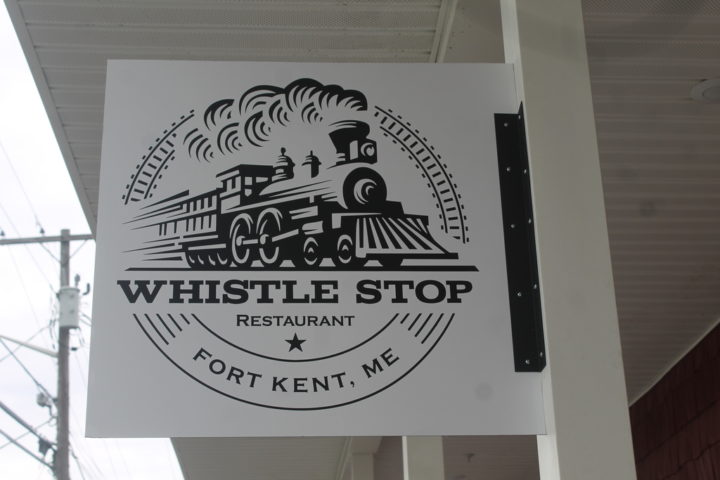 WHISTLE STOP
RESTAURANT
FORT KENT, ME